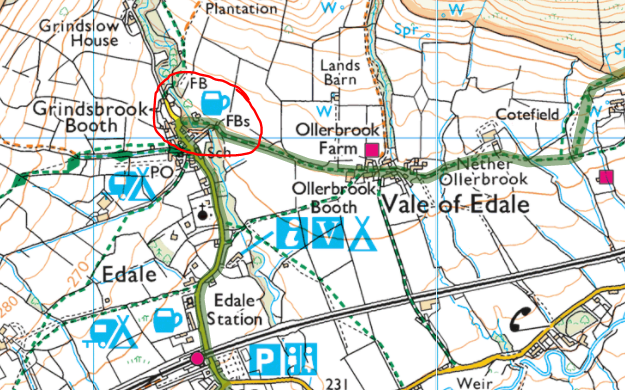 Plantation
W
W
Grindslow
House
Spr
Sp
Lands
Barn
FB
Grindsbrook-
Booth
W
W
FBs
Cotefield
Ollerbrook
Farm
Sch
PO
Nether
Ollerbrook
Ollerbrook
Booth
Vale of Edale
i
V
270
Edale
280
Edale
Station
P
231
Weir